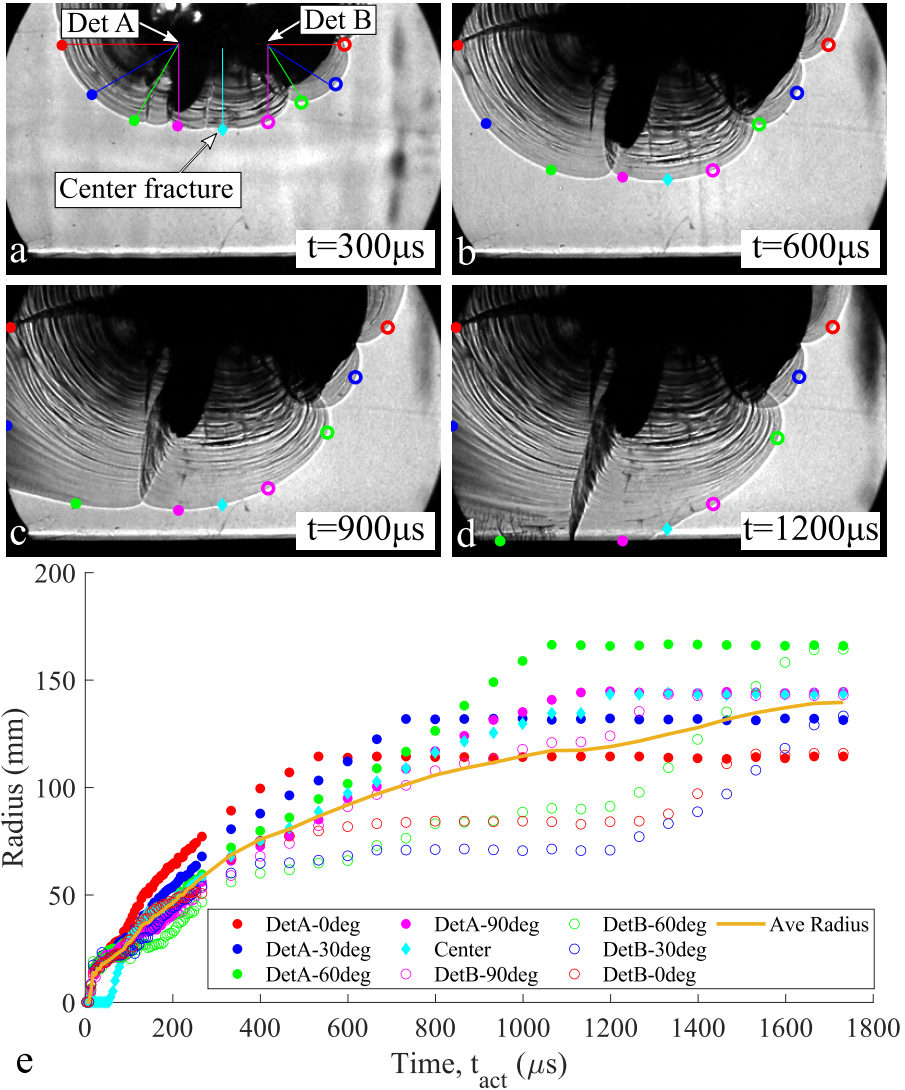 Det A
Det B
Center fracture
a
t=300μs
b
t=600μs
c
t=900μs
d
t=1200μs
200
150
100
50
0
Radius (mm)
DetA-0deg
DetA-30deg
DetA-60deg
DetA-90deg
Center
DetB-90deg
DetB-60deg
DetB-30deg
DetB-0deg
Ave Radius
0 200 400 600 800 1000 1200 1400 1600 1800
Time, t_act (μs)
e